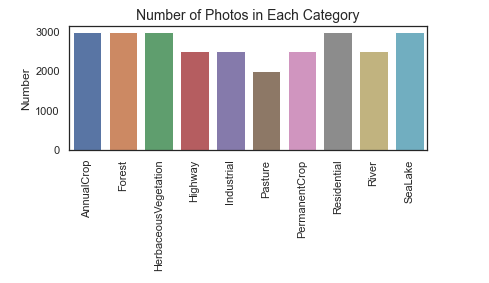 Number of Photos in Each Category
Number
3000
2000
1000
0
AnnualCrop
Forest
HerbaceousVegetation
Highway
Industrial
Pasture
PermanentCrop
Residential
River
SeaLake